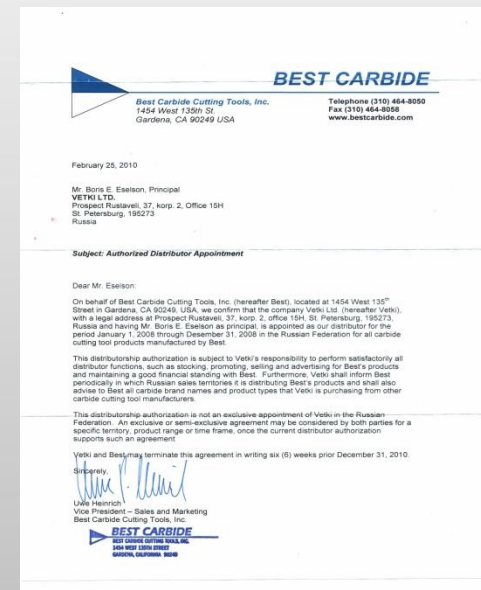 BEST CARBIDE
Best Carbide Cutting Tools, Inc.
1454 West 135th St.
Gardena, CA 90249 USA
Telephone (310) 464-8050
Fax (310) 464-8058
www.bestcarbide.com
February 25, 2010
Mr. Boris E. Eselson, Principal
VETKI LTD.
Prospect Rustaveli, 37, korp. 2, Office 15H
St. Petersburg, 195273
Russia
Subject: Authorized Distributor Appointment
Dear Mr. Eselson:
On behalf of Best Carbide Cutting Tools, Inc. (hereafter Best), located at 1454 West 135th
Street in Gardena, CA 90249, USA, we confirm that the company Vetki Ltd. (hereafter Vetki),
with a legal address at Prospect Rustaveli, 37, korp. 2, office 15H, St. Petersburg, 195273,
Russia and having Mr. Boris E. Eselson as principal, is appointed as our distributor for the
period January 1, 2008 through Desember 31, 2008 in the Russian Federation for all carbide
cutting tool products manufactured by Best.
This distributorship authorization is subject to Vetki's responsibility to perform satisfactorily all
distributor functions, such as stocking, promoting, selling and advertising for Best's products
and maintaining a good financial standing with Best. Furthermore, Vetki shall inform Best
periodically in which Russian sales territories it is distributing Best's products and shall also
advise to Best all carbide brand names and product types that Vetki is purchasing from other
carbide cutting tool manufacturers.
This distributorship authorization is not an exclusive appointment of Vetki in the Russian
Federation. An exclusive or semi-exclusive agreement may be considered by both parties for a
specific territory, product range or time frame, once the current distributor authorization
supports such an agreement
Vetki and Best may terminate this agreement in writing six (6) weeks prior December 31, 2010.
Sincerely,
Uwe Heinrich
Vice President – Sales and Marketing
Best Carbide Cutting Tools, Inc.
BEST CARBIDE
BEST CARBIDE CUTTING TOOLS, INC.
1454 WEST 135TH STREET
GARDENA, CALIFORNIA 90249